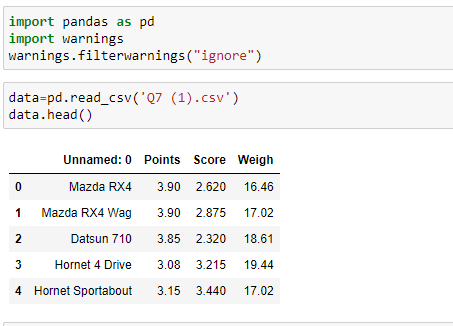 import pandas as pd
import warnings
warnings.filterwarnings("ignore")
data=pd.read_csv('Q7 (1).csv')
data.head()
Unnamed: 0 Points Score Weigh
0 Mazda RX4 3.90 2.620 16.46
1 Mazda RX4 Wag 3.90 2.875 17.02
2 Datsun 710 3.85 2.320 18.61
3 Hornet 4 Drive 3.08 3.215 19.44
4 Hornet Sportabout 3.15 3.440 17.02